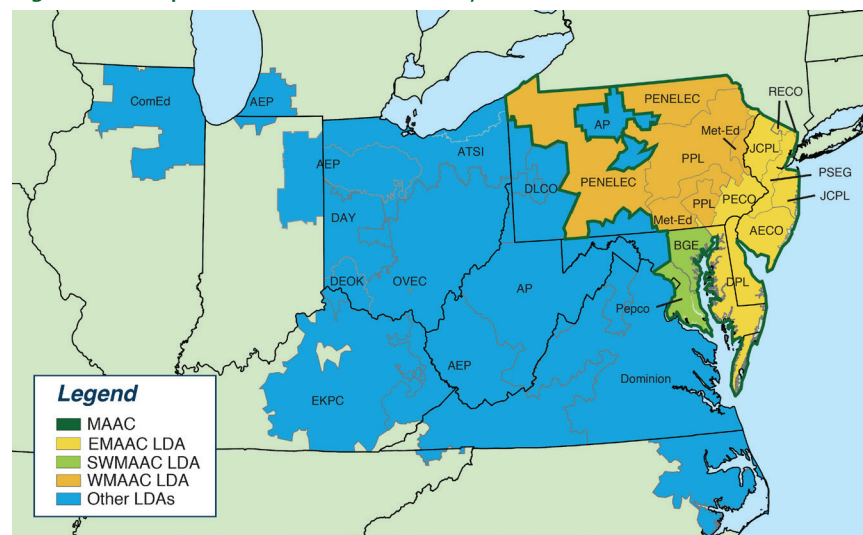 ComEd
AEP
RECO
PENELEC
AP
Met-Ed
JCPL
AEP
ATSI
PPL
PSEG
DLCO
PENELEC
PECO
JCPL
DAY
PPL
Met-Ed
AECO
BGE
DEOK
OVEC
AP
DPL
Pepco
AEP
Dominion
EKPC
Legend
MAAC
EMAAC LDA
SWMAAC LDA
WMAAC LDA
Other LDAs